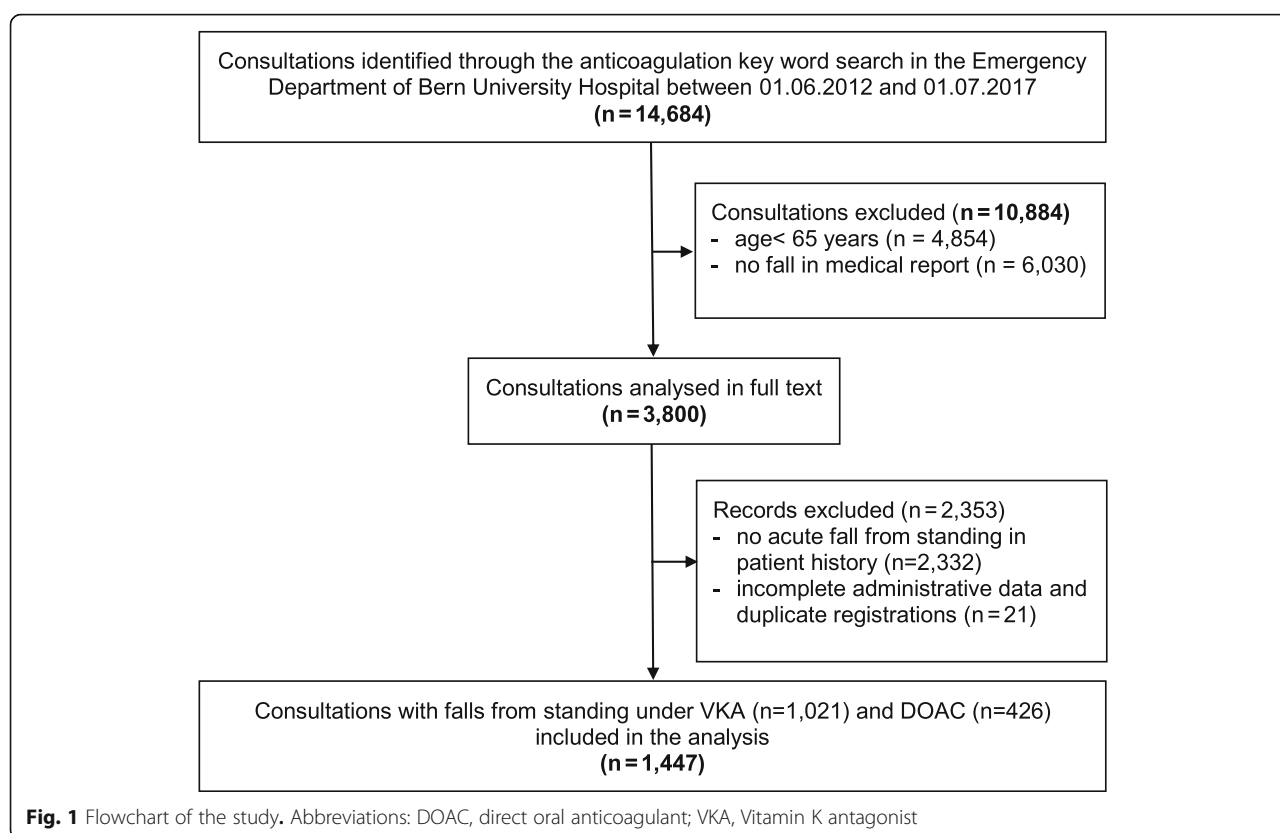 Consultations identified through the anticoagulation key word search in the Emergency
Department of Bern University Hospital between 01.06.2012 and 01.07.2017
(n = 14,684)
Consultations excluded (n = 10,884)
- age< 65 years (n = 4,854)
- no fall in medical report (n = 6,030)
Consultations analysed in full text
(n = 3,800)
Records excluded (n = 2,353)
- no acute fall from standing in
patient history (n=2,332)
- incomplete administrative data and
duplicate registrations (n = 21)
Consultations with falls from standing under VKA (n=1,021) and DOAC (n=426)
included in the analysis
(n = 1,447)
Fig. 1 Flowchart of the study. Abbreviations: DOAC, direct oral anticoagulant; VKA, Vitamin K antagonist